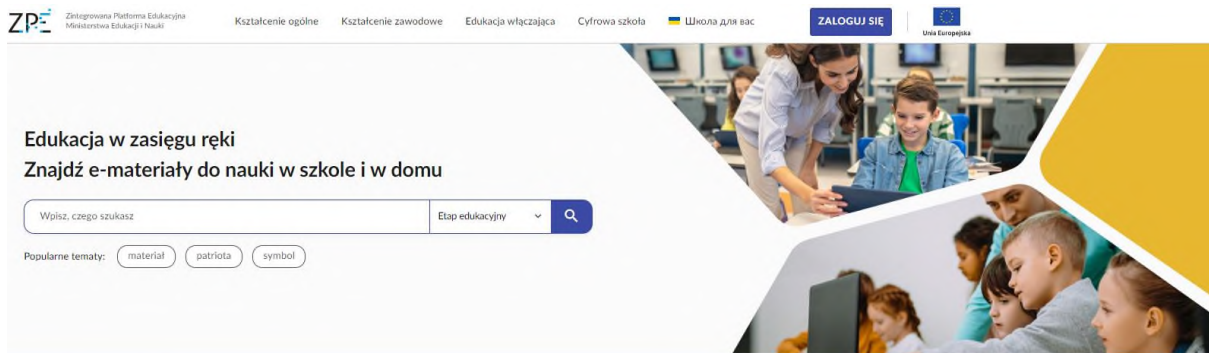 ZPE
Zintegrowana Platforma Edukacyjna
Ministerstwa Edukacji i Nauki
Kształcenie ogólne
Kształcenie zawodowe
Edukacja włączająca
Cyfrowa szkoła
Школа для вас
ZALOGUJ SIĘ
Unia Europejska
Edukacja w zasięgu ręki
Znajdź e-materiały do nauki w szkole i w domu
Wpisz, czego szukasz
Etap edukacyjny
Popularne tematy: materiał patriota symbol